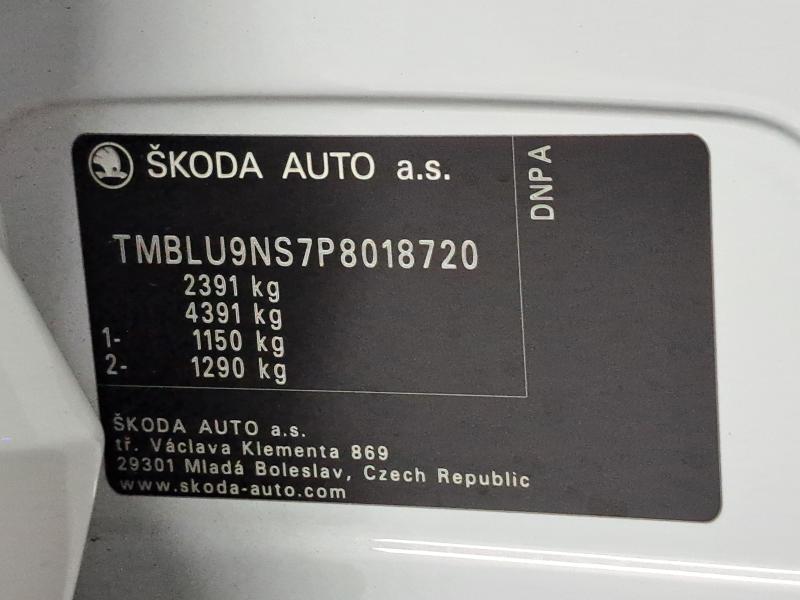 ŠKODA AUTO a.s.
DNPA
TMBLU9NS7P8018720
2391 kg
4391 kg
1- 1150 kg
2- 1290 kg
ŠKODA AUTO a.s.
tř. Václava Klementa 869
29301 Mladá Boleslav, Czech Republic
www.skoda-auto.com